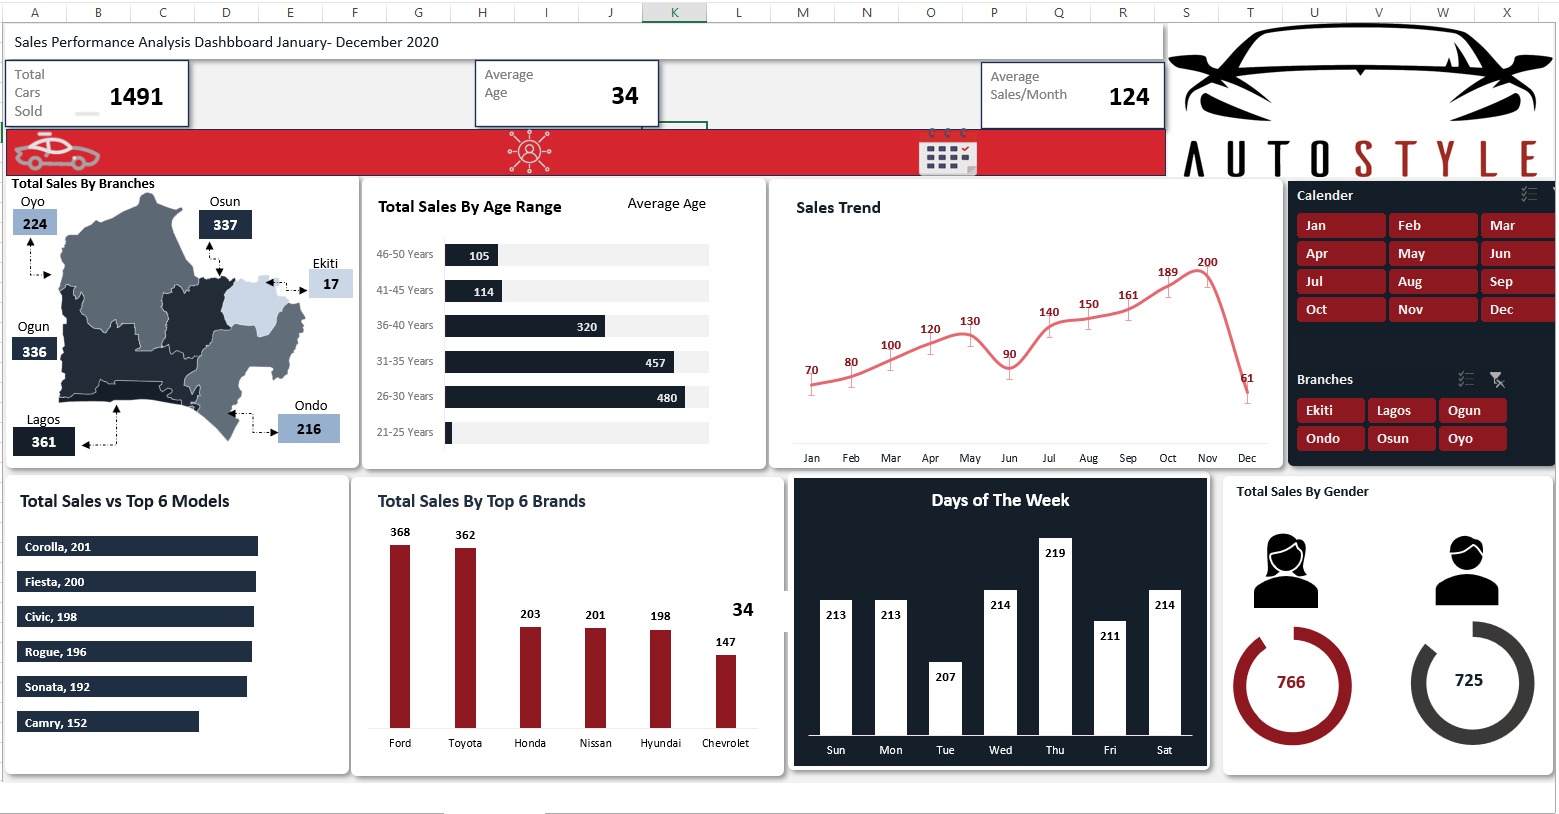 A B C D E F G H I J K L M N O P Q R S T U V W X
Sales Performance Analysis Dashbboard January- December 2020
Total
Cars
Sold
1491
Average
Age
34
Average
Sales/Month
124
AUTOSTYLE
Total Sales By Branches
Oyo
224
Osun
337
Ekiti
17
Ogun
336
Ondo
216
Lagos
361
Total Sales By Age Range
Average Age
46-50 Years 105
41-45 Years 114
36-40 Years 320
31-35 Years 457
26-30 Years 480
21-25 Years
Sales Trend
70 80 100 120 130 90 140 150 161 189 200 61
Jan Feb Mar Apr May Jun Jul Aug Sep Oct Nov Dec
Calender
Jan Feb Mar
Apr May Jun
Jul Aug Sep
Oct Nov Dec
Branches
Ekiti Lagos Ogun
Ondo Osun Oyo
Total Sales vs Top 6 Models
Corolla, 201
Fiesta, 200
Civic, 198
Rogue, 196
Sonata, 192
Camry, 152
Total Sales By Top 6 Brands
368 362 203 201 198 147
34
Ford Toyota Honda Nissan Hyundai Chevrolet
Days of The Week
213 213 207 214 219 211 214
Sun Mon Tue Wed Thu Fri Sat
Total Sales By Gender
766
725